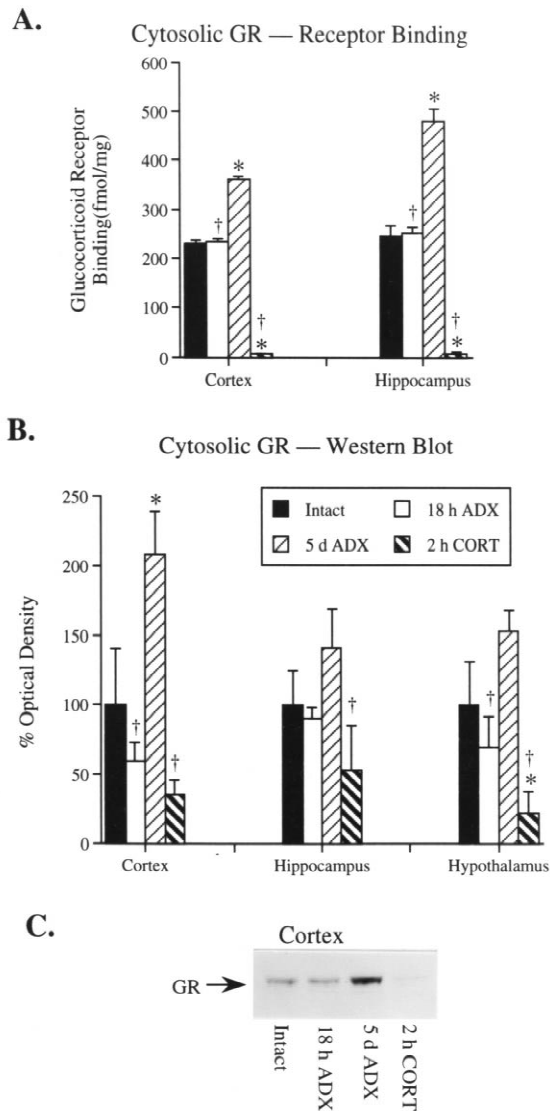 A.
Cytosolic GR — Receptor Binding
Glucocorticoid Receptor
Binding(fmol/mg)
600
500
400
300
200
100
0
*
†
†
*
*
†
†
*
Cortex
Hippocampus
B.
Cytosolic GR — Western Blot
% Optical Density
250
200
150
100
50
0
Intact
18 h ADX
5 d ADX
2 h CORT
*
†
†
†
†
†
*
Cortex
Hippocampus
Hypothalamus
C.
Cortex
GR
Intact
18 h ADX
5 d ADX
2 h CORT